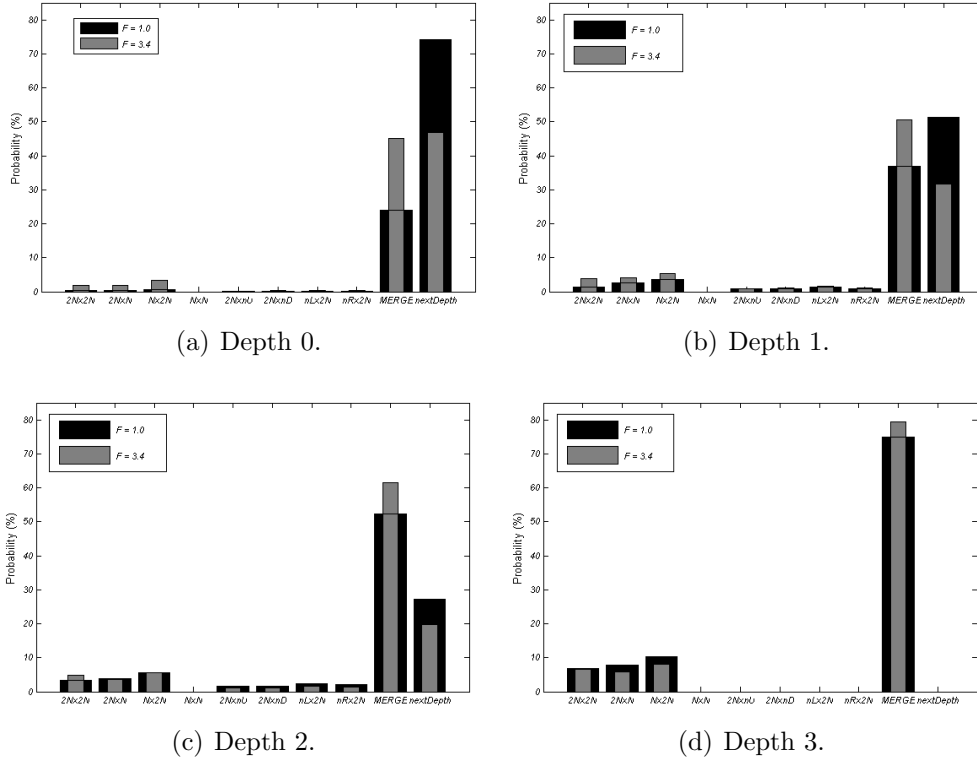 80
70
60
50
40
30
20
10
0
Probability (%)
F = 1.0
F = 3.4
2Nx2N 2NxN Nx2N NxN 2NxnU 2NxnD nLx2N nRx2N MERGE nextDepth
(a) Depth 0.
80
70
60
50
40
30
20
10
0
Probability (%)
F = 1.0
F = 3.4
2Nx2N 2NxN Nx2N NxN 2NxnU 2NxnD nLx2N nRx2N MERGE nextDepth
(b) Depth 1.
80
70
60
50
40
30
20
10
0
Probability (%)
F = 1.0
F = 3.4
2Nx2N 2NxN Nx2N NxN 2NxnU 2NxnD nLx2N nRx2N MERGE nextDepth
(c) Depth 2.
80
70
60
50
40
30
20
10
0
Probability (%)
F = 1.0
F = 3.4
2Nx2N 2NxN Nx2N NxN 2NxnU 2NxnD nLx2N nRx2N MERGE nextDepth
(d) Depth 3.